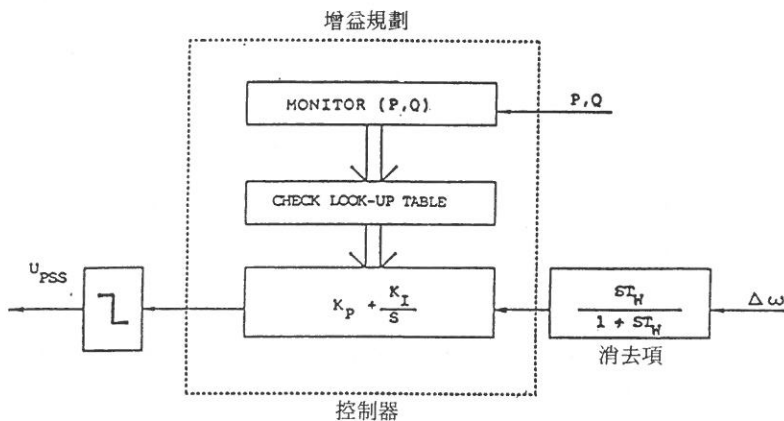 增益規劃
MONITOR (P,Q)
P,Q
CHECK LOOK-UP TABLE
U_PSS
K_P + K_I / S
ST_W / 1 + ST_W
Δω
消去項
控制器